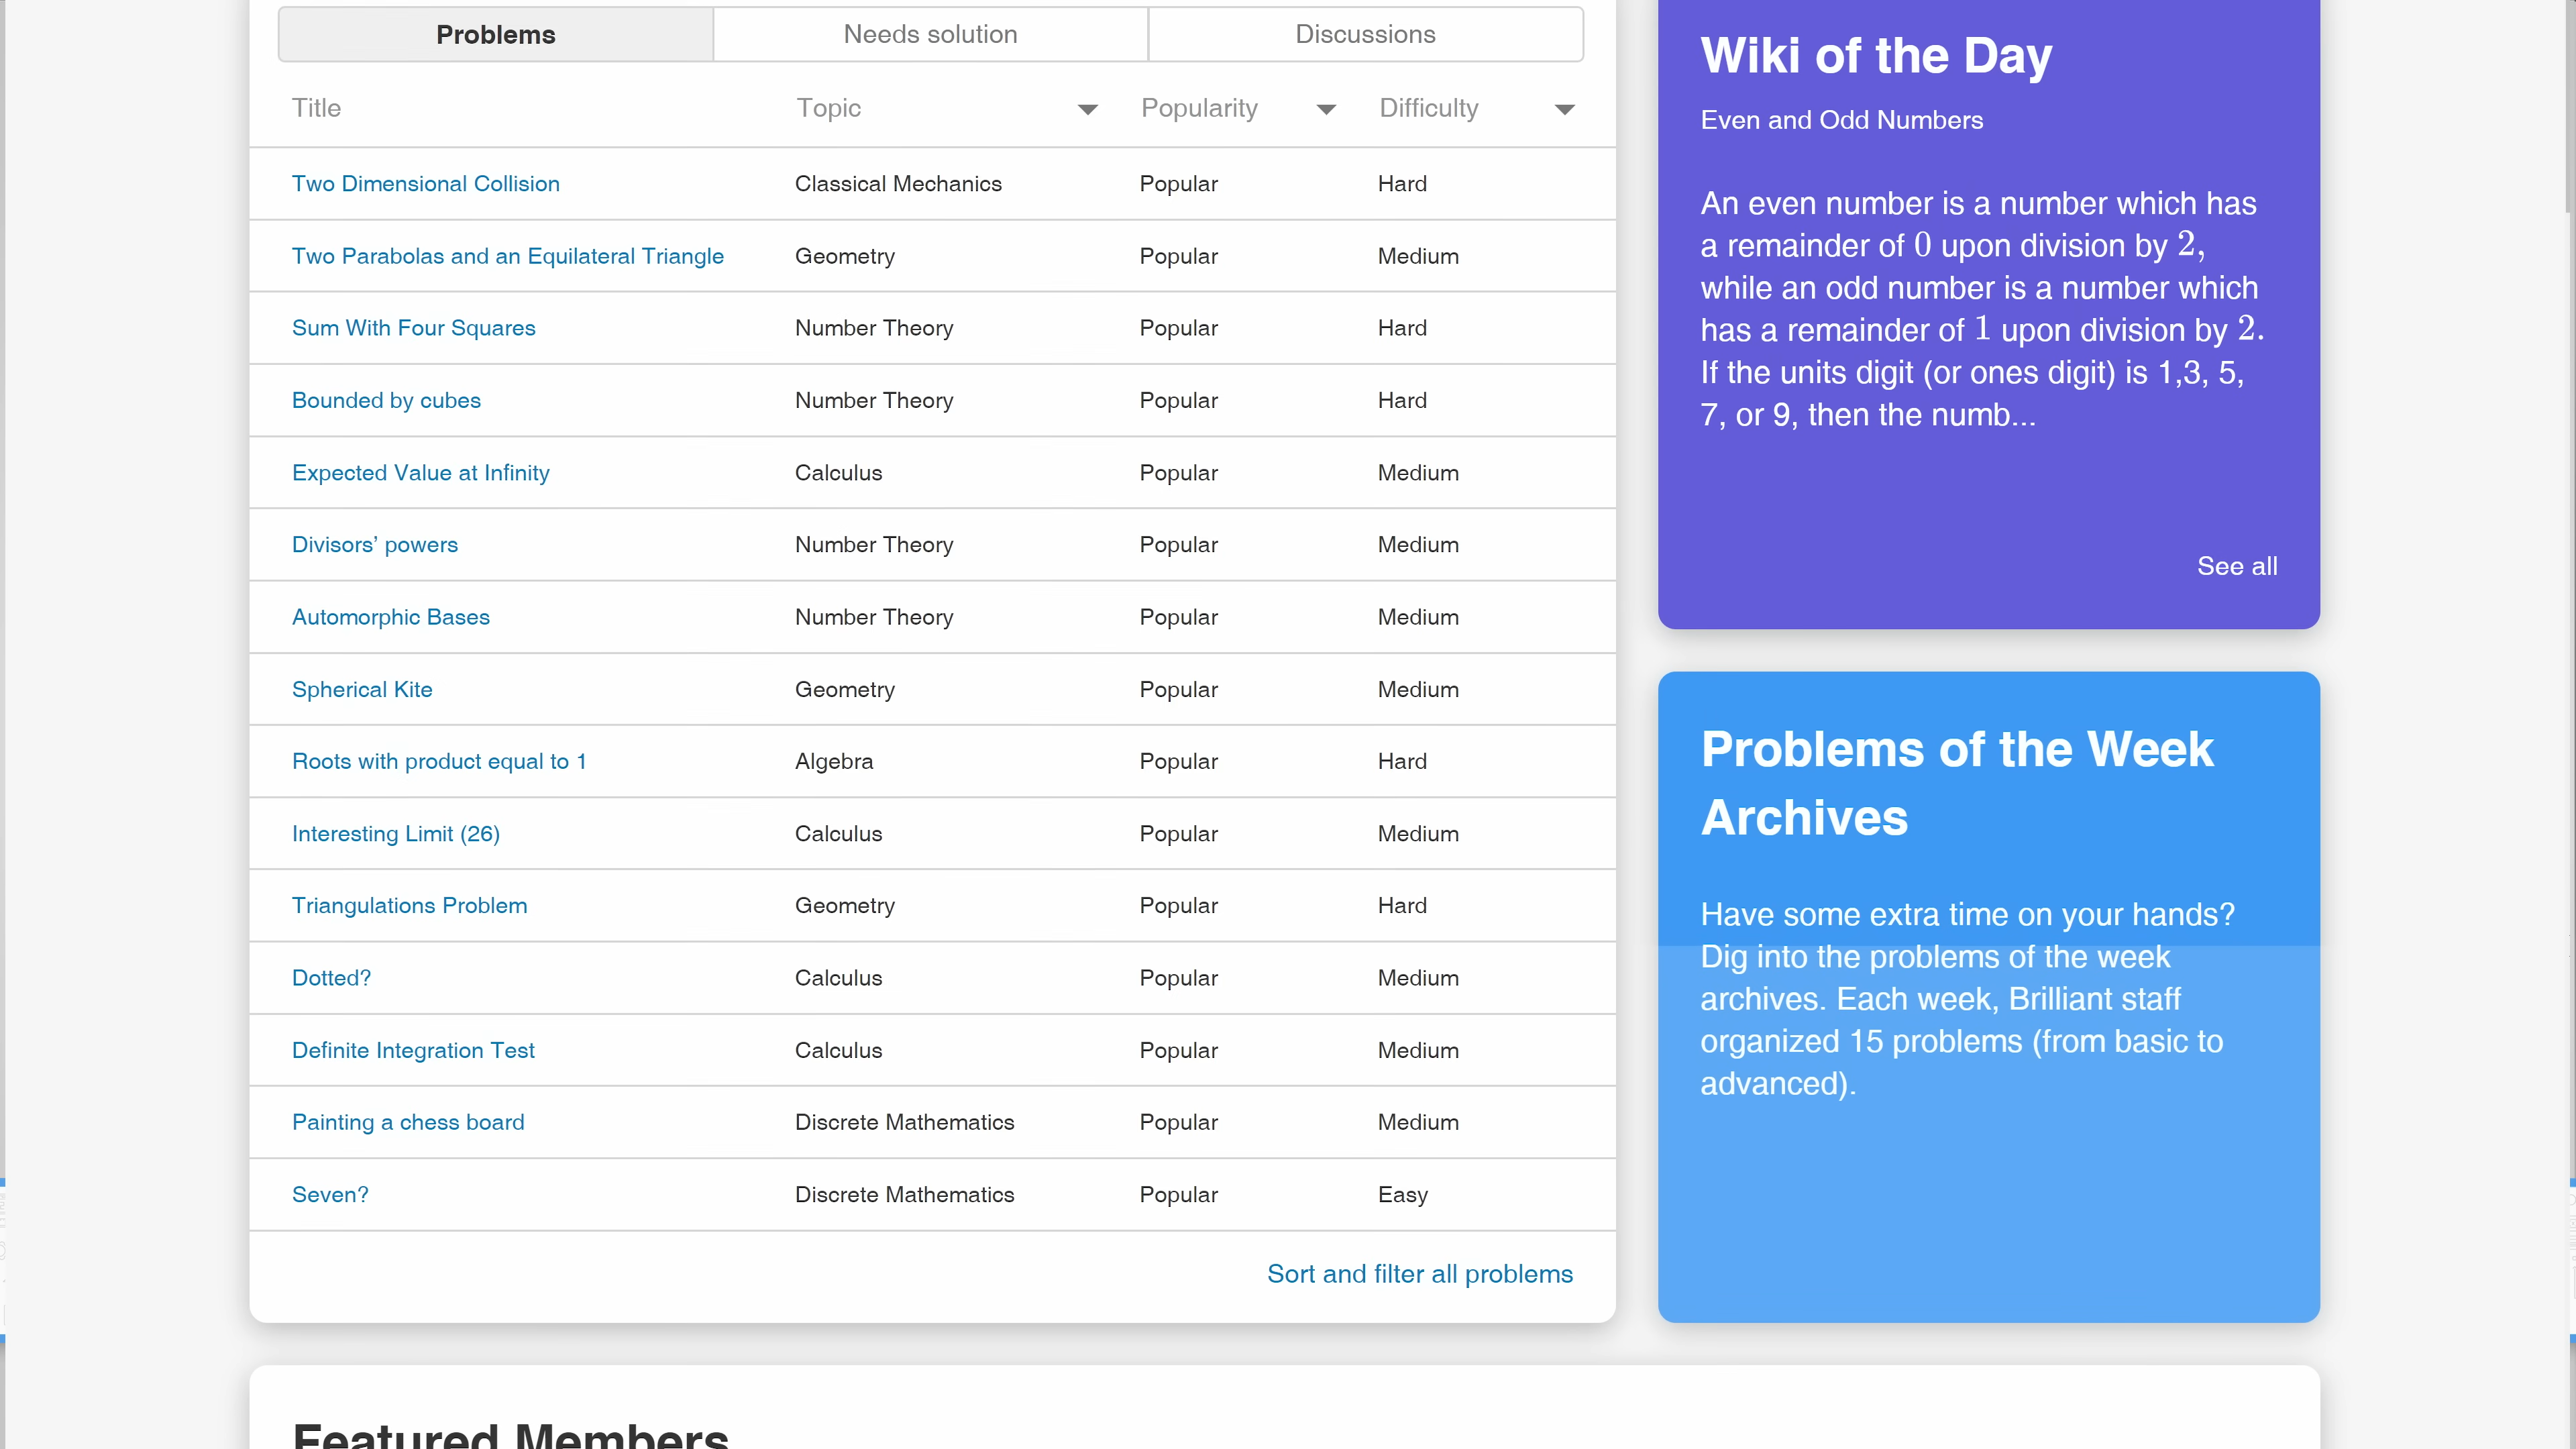 Problems
Needs solution
Discussions
Title Topic Popularity Difficulty
Two Dimensional Collision Classical Mechanics Popular Hard
Two Parabolas and an Equilateral Triangle Geometry Popular Medium
Sum With Four Squares Number Theory Popular Hard
Bounded by cubes Number Theory Popular Hard
Expected Value at Infinity Calculus Popular Medium
Divisors’ powers Number Theory Popular Medium
Automorphic Bases Number Theory Popular Medium
Spherical Kite Geometry Popular Medium
Roots with product equal to 1 Algebra Popular Hard
Interesting Limit (26) Calculus Popular Medium
Triangulations Problem Geometry Popular Hard
Dotted? Calculus Popular Medium
Definite Integration Test Calculus Popular Medium
Painting a chess board Discrete Mathematics Popular Medium
Seven? Discrete Mathematics Popular Easy
Sort and filter all problems
Wiki of the Day
Even and Odd Numbers
An even number is a number which has
a remainder of 0 upon division by 2,
while an odd number is a number which
has a remainder of 1 upon division by 2.
If the units digit (or ones digit) is 1,3, 5,
7, or 9, then the numb...
See all
Problems of the Week
Archives
Have some extra time on your hands?
Dig into the problems of the week
archives. Each week, Brilliant staff
organized 15 problems (from basic to
advanced).
Featured Members